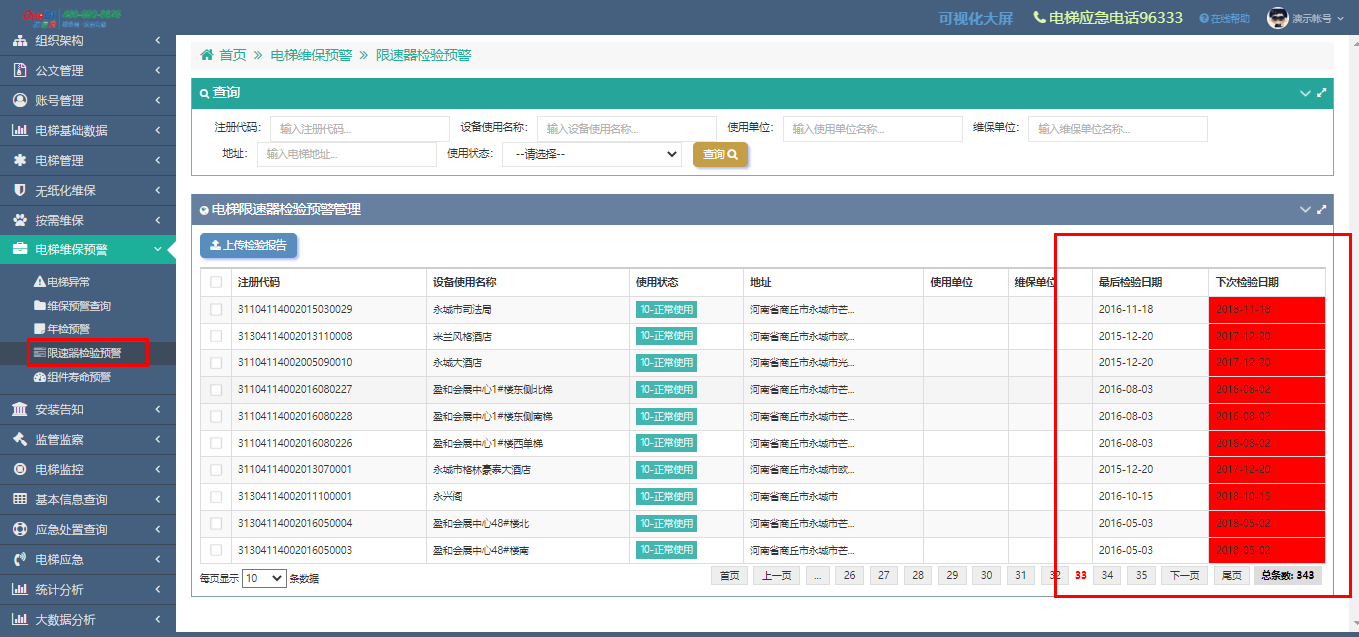 可视化大屏 电梯应急电话96333 在线帮助 演示帐号
组织架构
公文管理
账号管理
电梯基础数据
电梯管理
无纸化维保
按需维保
电梯维保预警
电梯异常
维保预警查询
年检预警
限速器检验预警
组件寿命预警
安装告知
监管监察
电梯监控
基本信息查询
应急处置查询
电梯应急
统计分析
大数据分析
首页 » 电梯维保预警 » 限速器检验预警
查询
注册代码: 输入注册代码... 设备使用名称: 输入设备使用名称... 使用单位: 输入使用单位名称... 维保单位: 输入维保单位名称...
地址: 输入电梯地址... 使用状态: --请选择-- 查询
电梯限速器检验预警管理
上传检验报告
注册代码 设备使用名称 使用状态 地址 使用单位 维保单位 最后检验日期 下次检验日期
31104114002015030029 永城市司法局 10-正常使用 河南省商丘市永城市芒... 2016-11-18 2018-11-18
31304114002013110008 米兰风格酒店 10-正常使用 河南省商丘市永城市欧... 2015-12-20 2017-12-20
31104114002005090010 永城大酒店 10-正常使用 河南省商丘市永城市光... 2015-12-20 2017-12-20
31104114002016080227 盈和会展中心1#楼东侧北梯 10-正常使用 河南省商丘市永城市芒... 2016-08-03 2018-08-02
31104114002016080228 盈和会展中心1#楼东侧南梯 10-正常使用 河南省商丘市永城市芒... 2016-08-03 2018-08-02
31104114002016080226 盈和会展中心1#楼西单梯 10-正常使用 河南省商丘市永城市芒... 2016-08-03 2018-08-02
31104114002013070001 永城市格林豪泰大酒店 10-正常使用 河南省商丘市永城市欧... 2015-12-20 2017-12-20
31304114002011100001 永兴阁 10-正常使用 河南省商丘市永城市 2016-10-15 2018-10-15
31304114002016050004 盈和会展中心48#楼北 10-正常使用 河南省商丘市永城市芒... 2016-05-03 2018-05-02
31304114002016050003 盈和会展中心48#楼南 10-正常使用 河南省商丘市永城市芒... 2016-05-03 2018-05-02
每页显示 10 条数据 首页 上一页 ... 26 27 28 29 30 31 32 33 34 35 下一页 尾页 总条数: 343